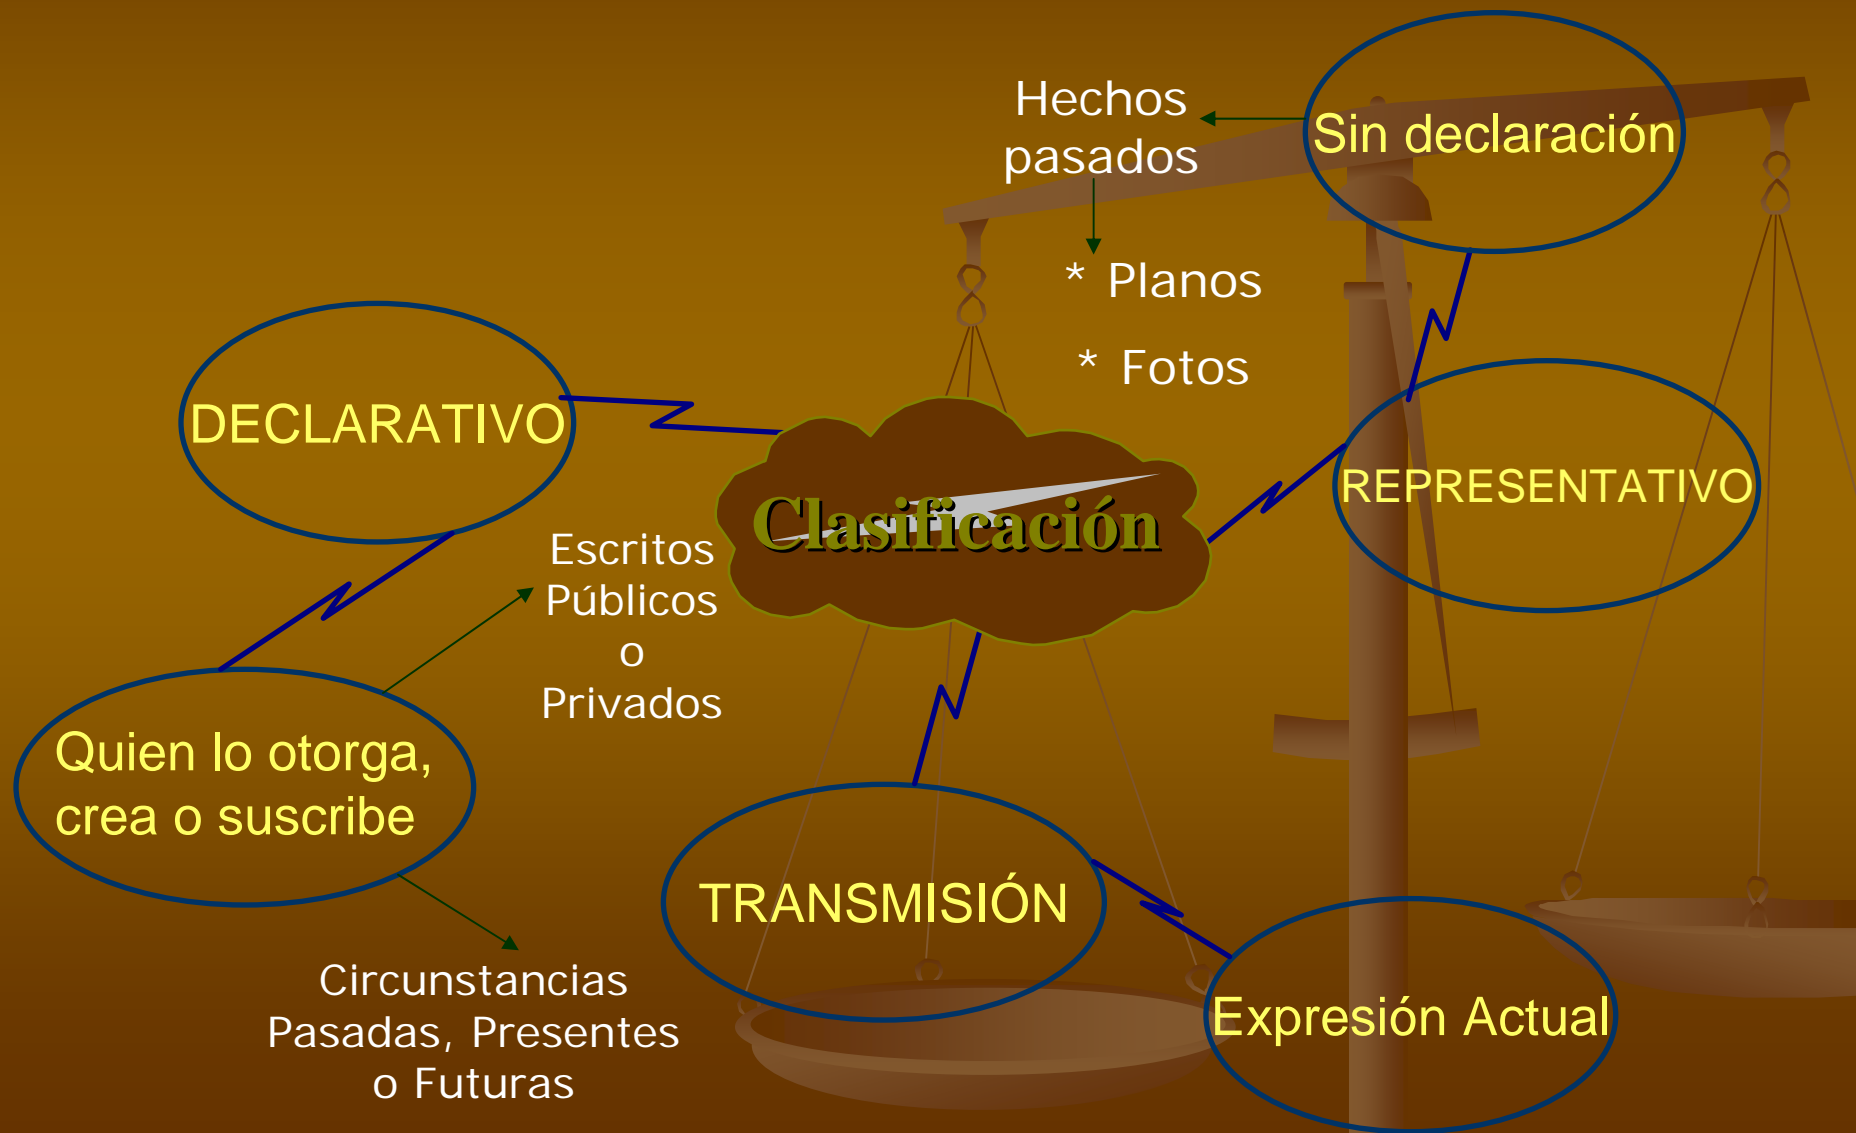 Hechos
pasados
Sin declaración
* Planos
* Fotos
DECLARATIVO
REPRESENTATIVO
Clasificación
Escritos
Públicos
o
Privados
Quien lo otorga,
crea o suscribe
TRANSMISIÓN
Circunstancias
Pasadas, Presentes
o Futuras
Expresión Actual